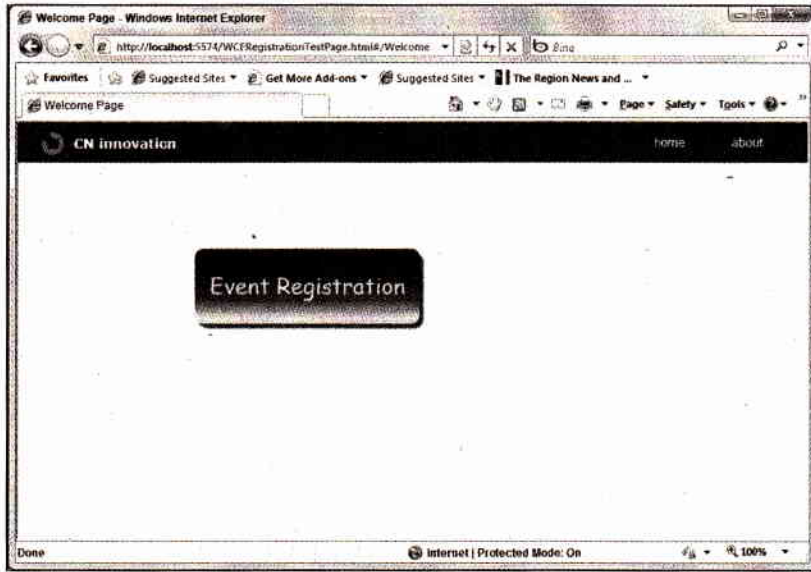 Welcome Page - Windows Internet Explorer
http://localhost:5574/WCFRegistrationTestPage.html#/Welcome
Bing
Favorites Suggested Sites Get More Add-ons Suggested Sites The Region News and ...
Welcome Page
Page Safety Tools
CN innovation home about
Event Registration
Done Internet | Protected Mode: On 100%